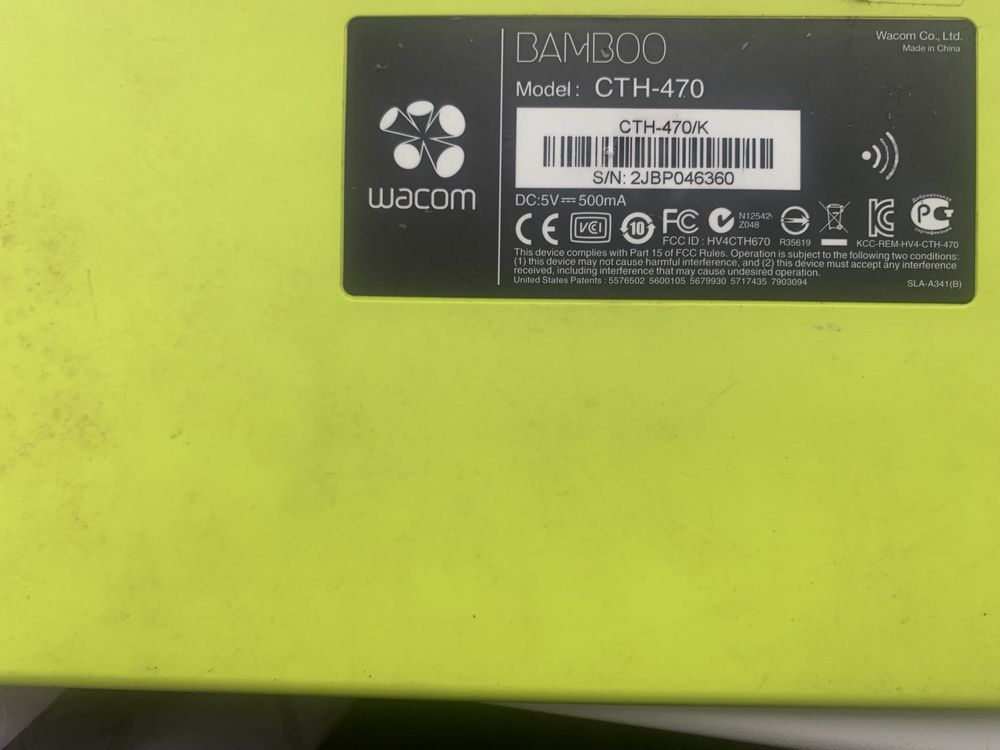 BAMBOO
Wacom Co., Ltd.
Made in China
Model : CTH-470
CTH-470/K
S/N: 2JBP046360
wacom
DC:5V⎓500mA
CE VCI 10 FC N12542 Z048 R35619 PG
Добровольная сертификация
FCC ID : HV4CTH670
KCC-REM-HV4-CTH-470
This device complies with Part 15 of FCC Rules. Operation is subject to the following two conditions:
(1) this device may not cause harmful interference, and (2) this device must accept any interference
received, including interference that may cause undesired operation.
United States Patents : 5576502 5600105 5679930 5717435 7903094
SLA-A341(B)